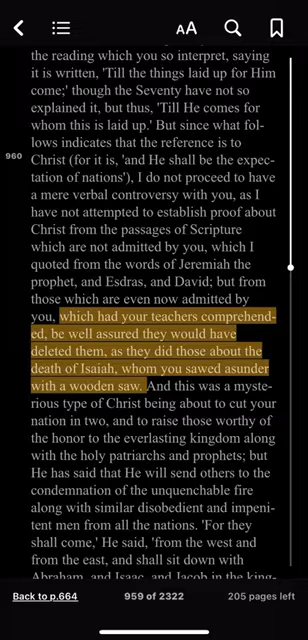 AA
the reading which you so interpret, saying
it is written, 'Till the things laid up for Him
come;' though the Seventy have not so
explained it, but thus, 'Till He comes for
whom this is laid up.' But since what fol-
lows indicates that the reference is to
960
Christ (for it is, 'and He shall be the expec-
tation of nations'), I do not proceed to have
a mere verbal controversy with you, as I
have not attempted to establish proof about
Christ from the passages of Scripture
which are not admitted by you, which I
quoted from the words of Jeremiah the
prophet, and Esdras, and David; but from
those which are even now admitted by
you, which had your teachers comprehend-
ed, be well assured they would have
deleted them, as they did those about the
death of Isaiah, whom you sawed asunder
with a wooden saw. And this was a myste-
rious type of Christ being about to cut your
nation in two, and to raise those worthy of
the honor to the everlasting kingdom along
with the holy patriarchs and prophets; but
He has said that He will send others to the
condemnation of the unquenchable fire
along with similar disobedient and impeni-
tent men from all the nations. 'For they
shall come,' He said, 'from the west and
from the east, and shall sit down with
Abraham, and Isaac, and Jacob in the king-
Back to p.664
959 of 2322
205 pages left